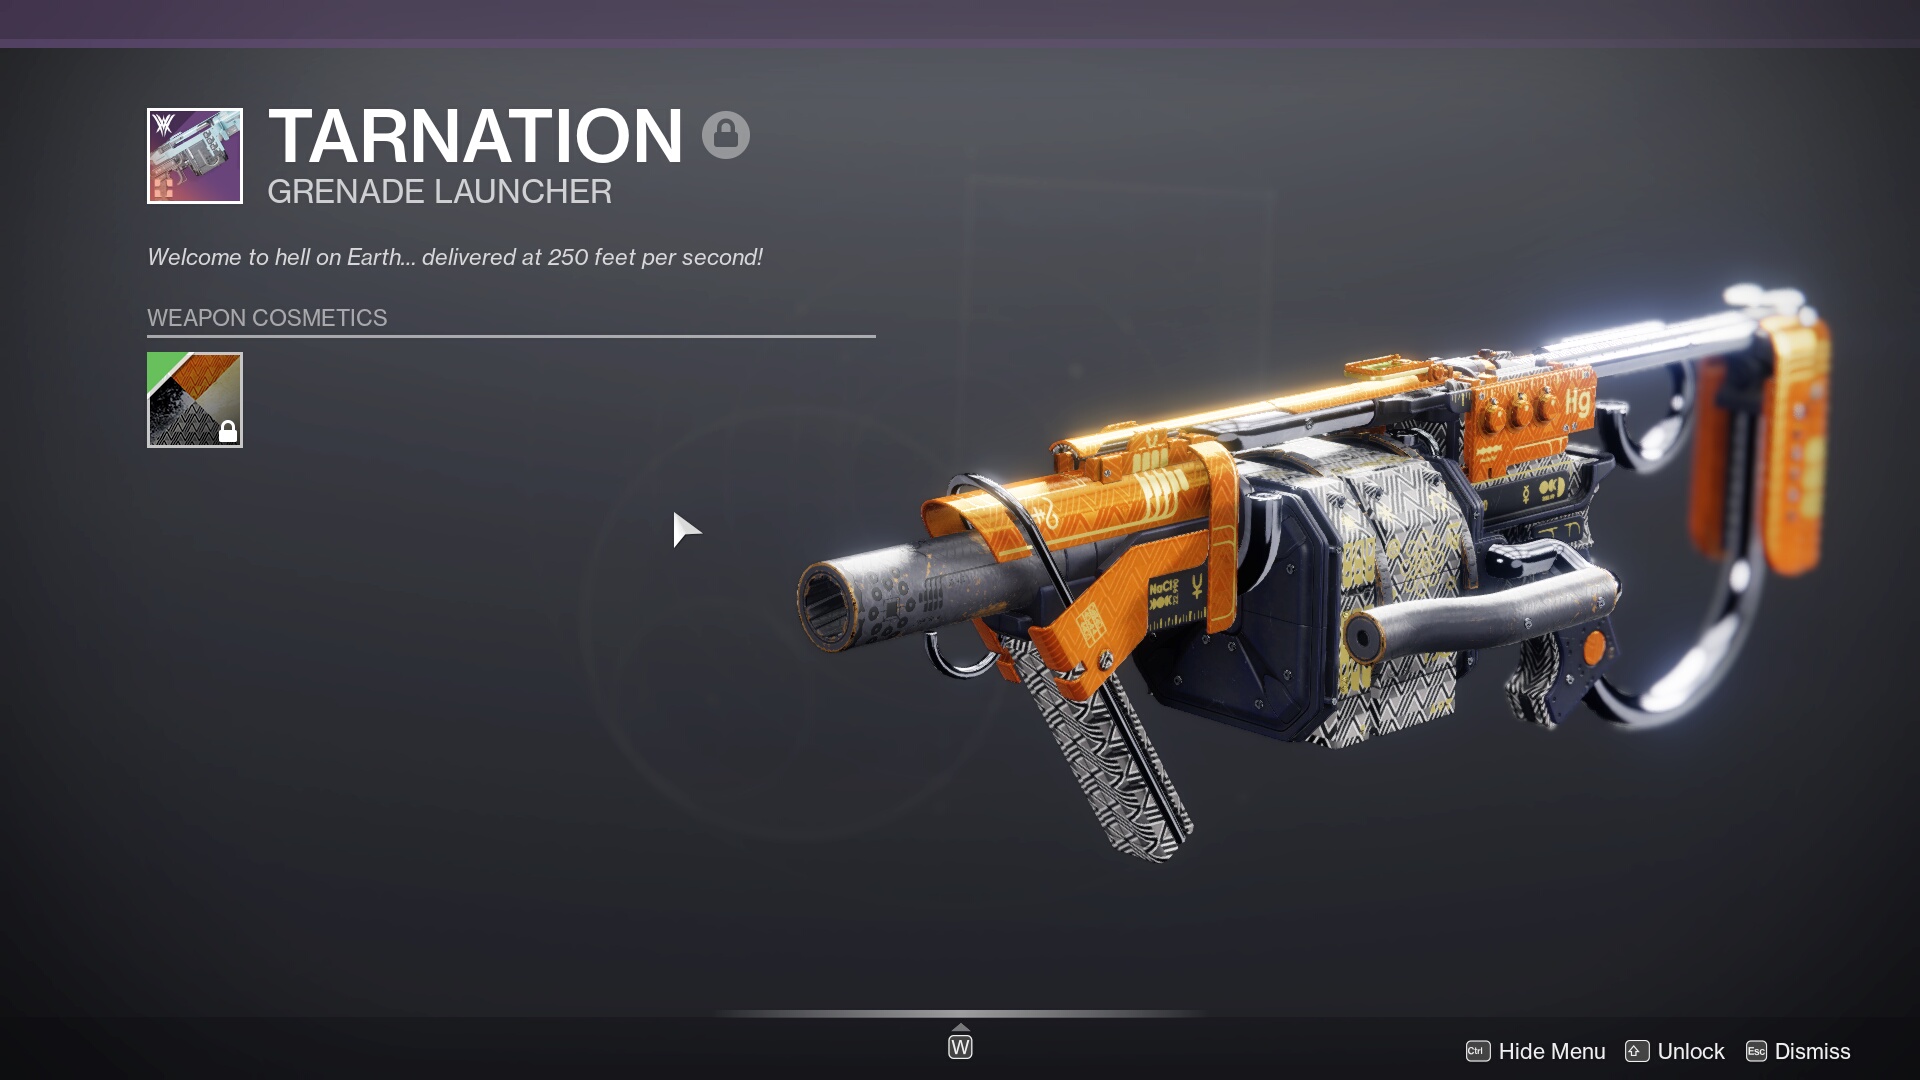 TARNATION
GRENADE LAUNCHER
Welcome to hell on Earth... delivered at 250 feet per second!
WEAPON COSMETICS
Hg
NaCl
W
Ctrl Hide Menu
Unlock
Esc Dismiss